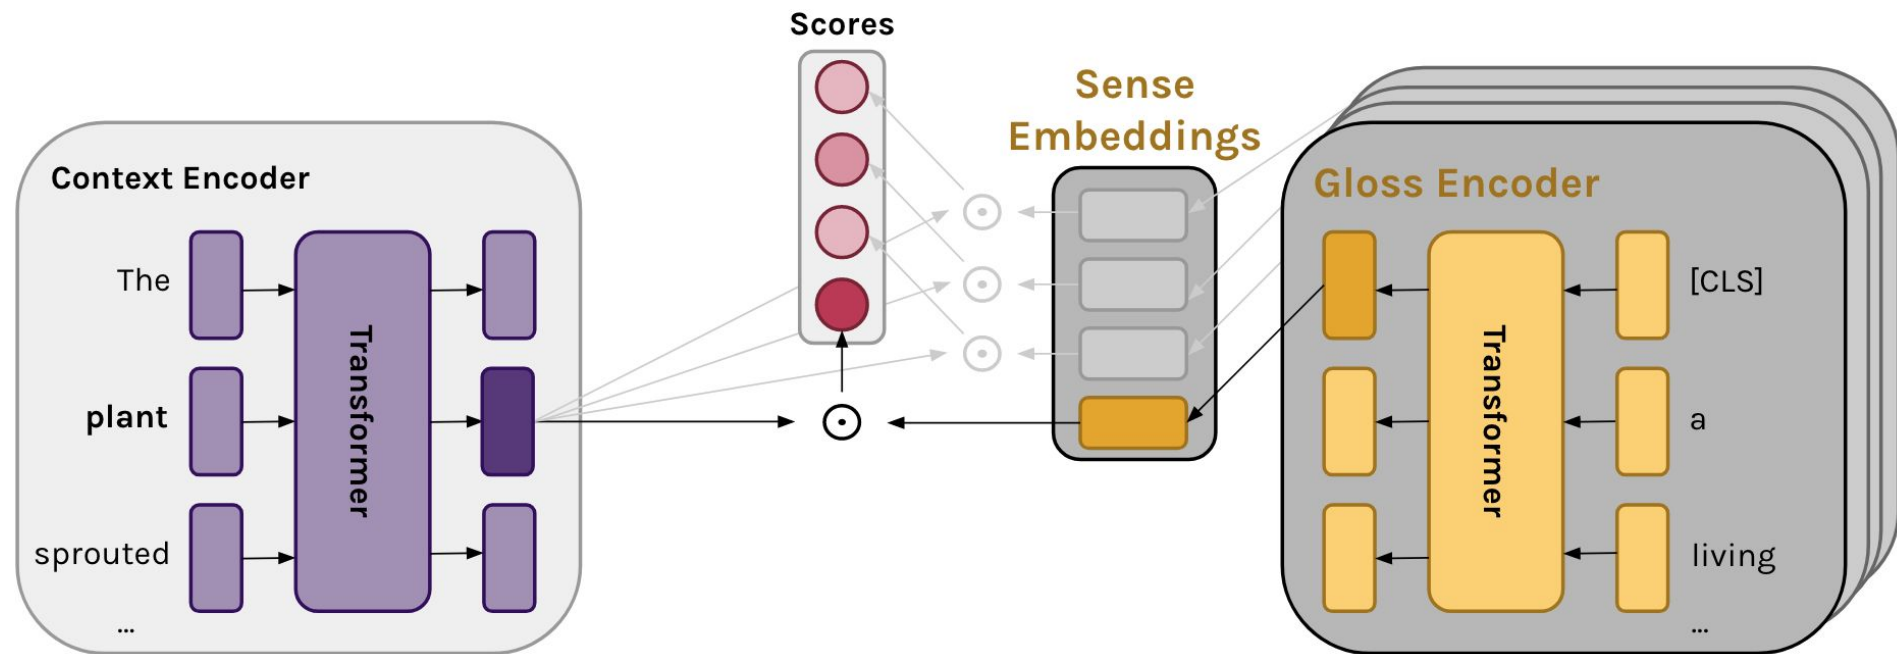 Scores
Sense
Embeddings
Context Encoder
The
plant
sprouted
...
Transformer
Gloss Encoder
Transformer
[CLS]
a
living
...